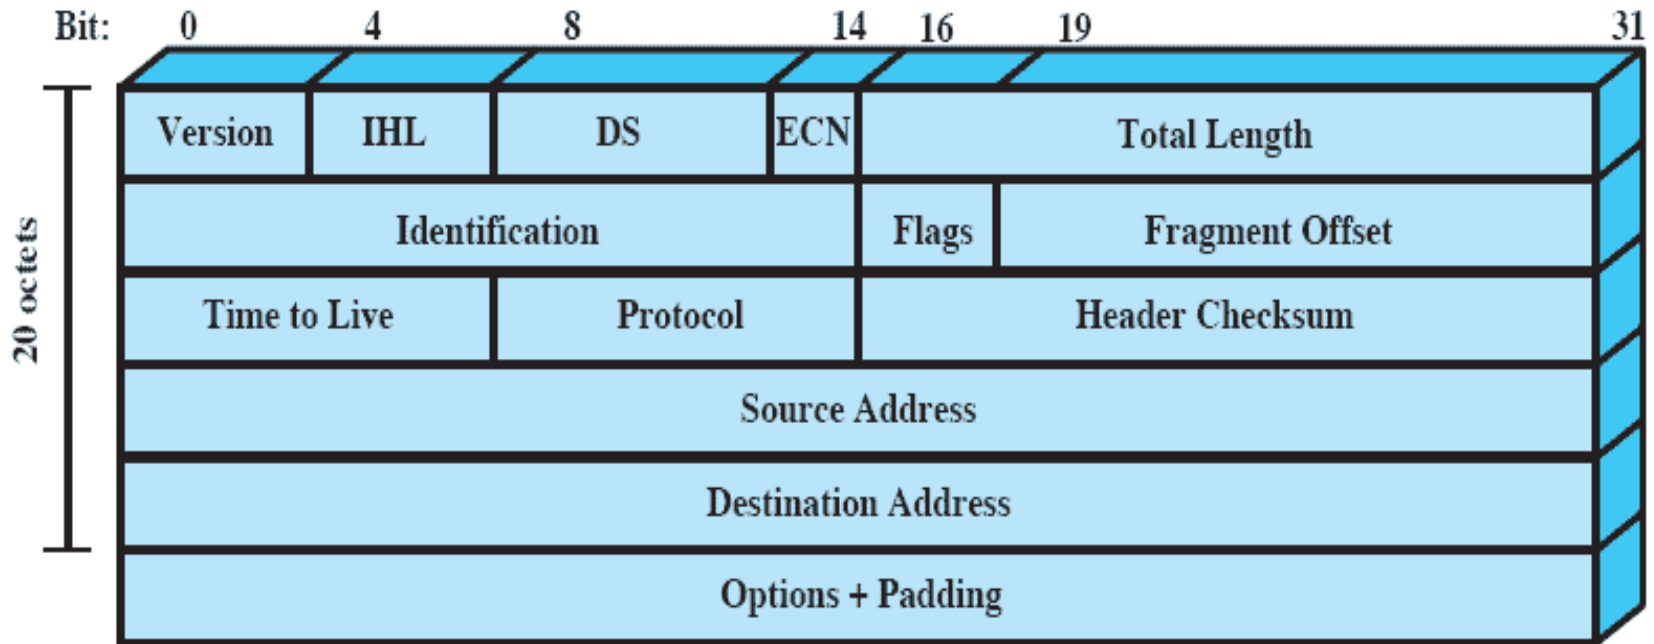 Bit: 0 4 8 14 16 19 31
Version IHL DS ECN Total Length
Identification Flags Fragment Offset
Time to Live Protocol Header Checksum
Source Address
Destination Address
Options + Padding
20 octets